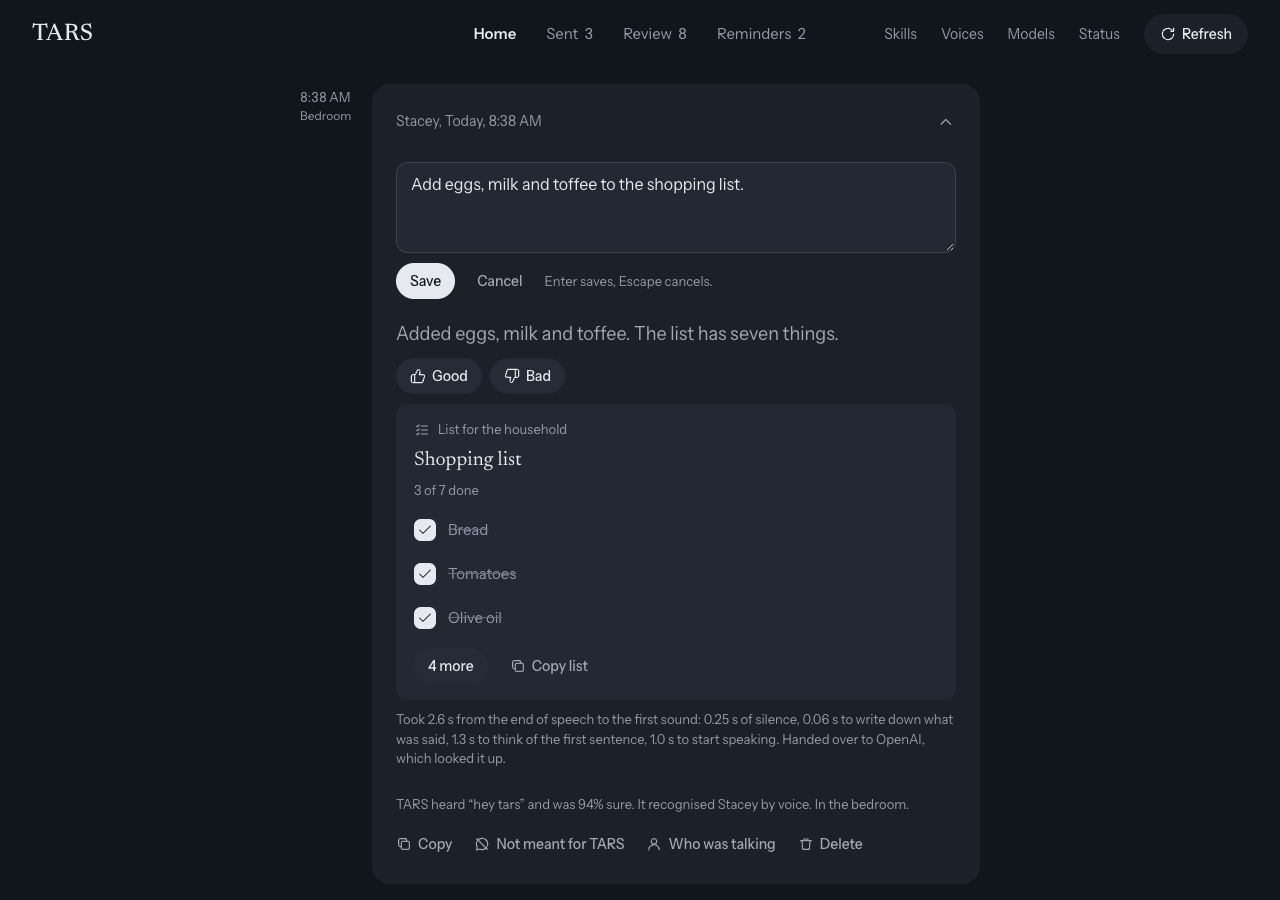 TARS
Home
Sent 3
Review 8
Reminders 2
Skills
Voices
Models
Status
Refresh
8:38 AM
Bedroom
Stacey, Today, 8:38 AM
Add eggs, milk and toffee to the shopping list.
Save
Cancel
Enter saves, Escape cancels.
Added eggs, milk and toffee. The list has seven things.
Good
Bad
List for the household
Shopping list
3 of 7 done
Bread
Tomatoes
Olive oil
4 more
Copy list
Took 2.6 s from the end of speech to the first sound: 0.25 s of silence, 0.06 s to write down what
was said, 1.3 s to think of the first sentence, 1.0 s to start speaking. Handed over to OpenAI,
which looked it up.
TARS heard “hey tars” and was 94% sure. It recognised Stacey by voice. In the bedroom.
Copy
Not meant for TARS
Who was talking
Delete